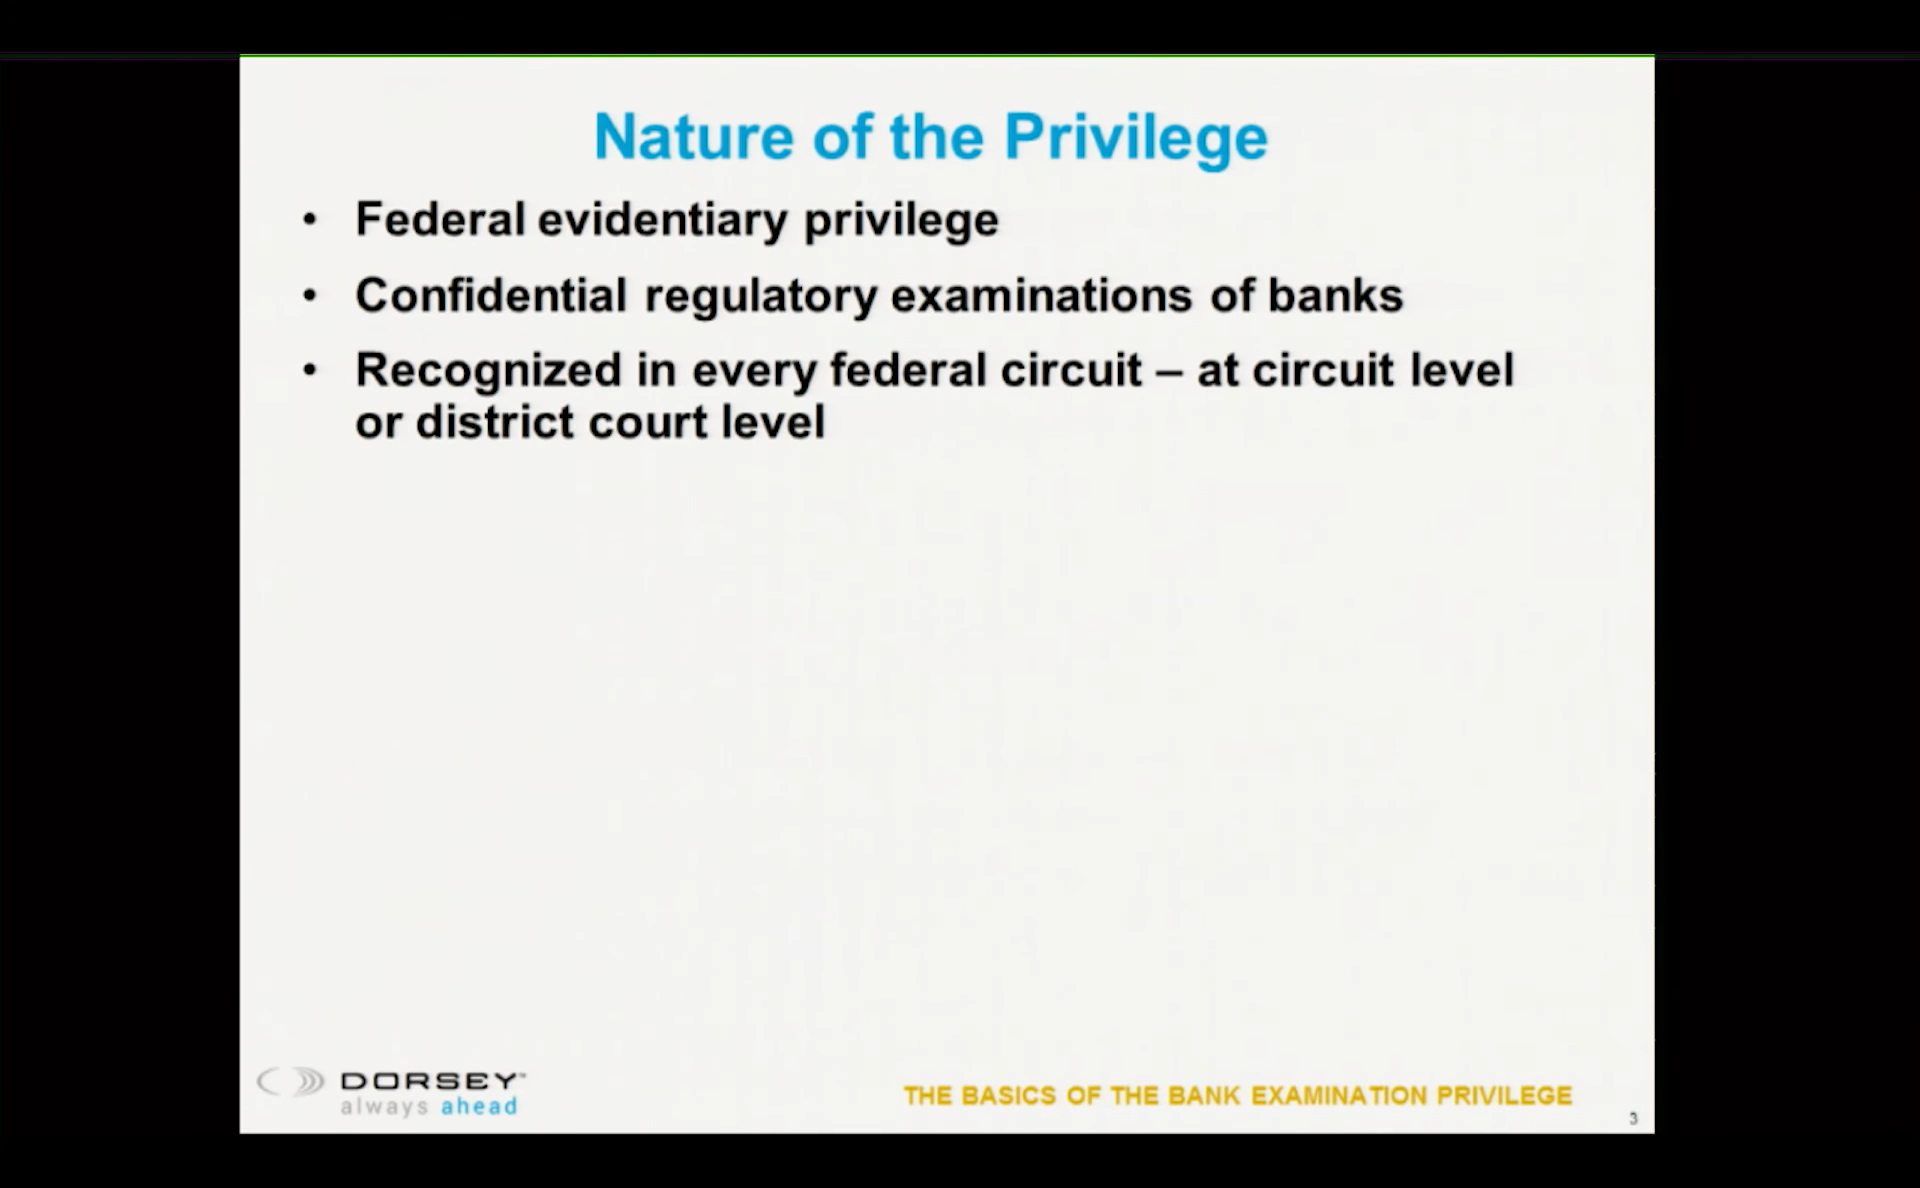 Nature of the Privilege
• Federal evidentiary privilege
• Confidential regulatory examinations of banks
• Recognized in every federal circuit – at circuit level
or district court level
DORSEY™
always ahead
THE BASICS OF THE BANK EXAMINATION PRIVILEGE
3